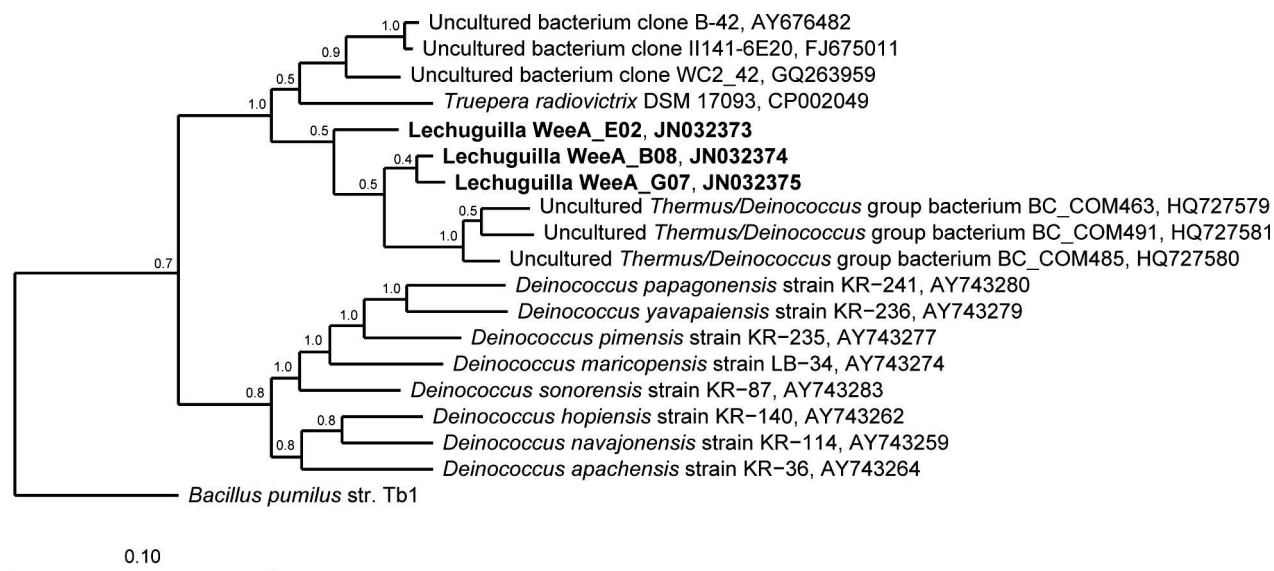 1.0
Uncultured bacterium clone B-42, AY676482
Uncultured bacterium clone II141-6E20, FJ675011
0.9
Uncultured bacterium clone WC2_42, GQ263959
0.5
Truepera radiovictrix DSM 17093, CP002049
1.0
Lechuguilla WeeA_E02, JN032373
0.5
Lechuguilla WeeA_B08, JN032374
0.4
Lechuguilla WeeA_G07, JN032375
0.5
Uncultured Thermus/Deinococcus group bacterium BC_COM463, HQ727579
0.5
Uncultured Thermus/Deinococcus group bacterium BC_COM491, HQ727581
1.0
Uncultured Thermus/Deinococcus group bacterium BC_COM485, HQ727580
0.7
Deinococcus papagonensis strain KR−241, AY743280
1.0
Deinococcus yavapaiensis strain KR−236, AY743279
1.0
Deinococcus pimensis strain KR−235, AY743277
1.0
Deinococcus maricopensis strain LB−34, AY743274
1.0
Deinococcus sonorensis strain KR−87, AY743283
0.8
Deinococcus hopiensis strain KR−140, AY743262
0.8
Deinococcus navajonensis strain KR−114, AY743259
0.8
Deinococcus apachensis strain KR−36, AY743264
Bacillus pumilus str. Tb1
0.10